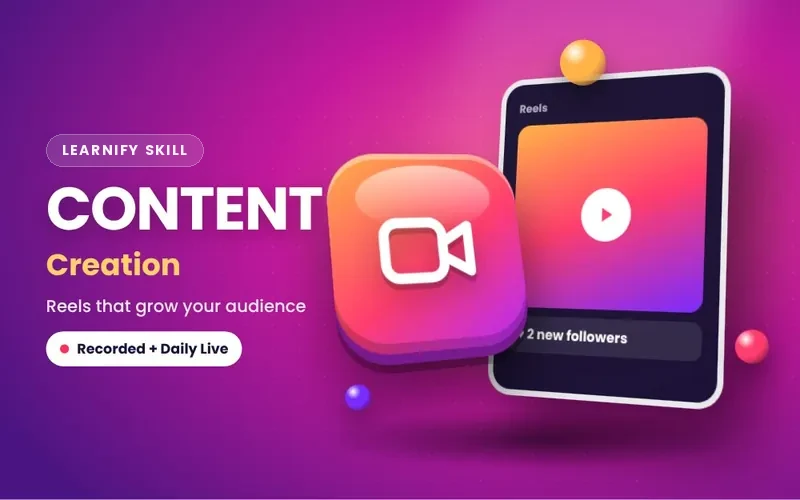 LEARNIFY SKILL
CONTENT
Creation
Reels that grow your audience
Recorded + Daily Live
Reels
2 new followers